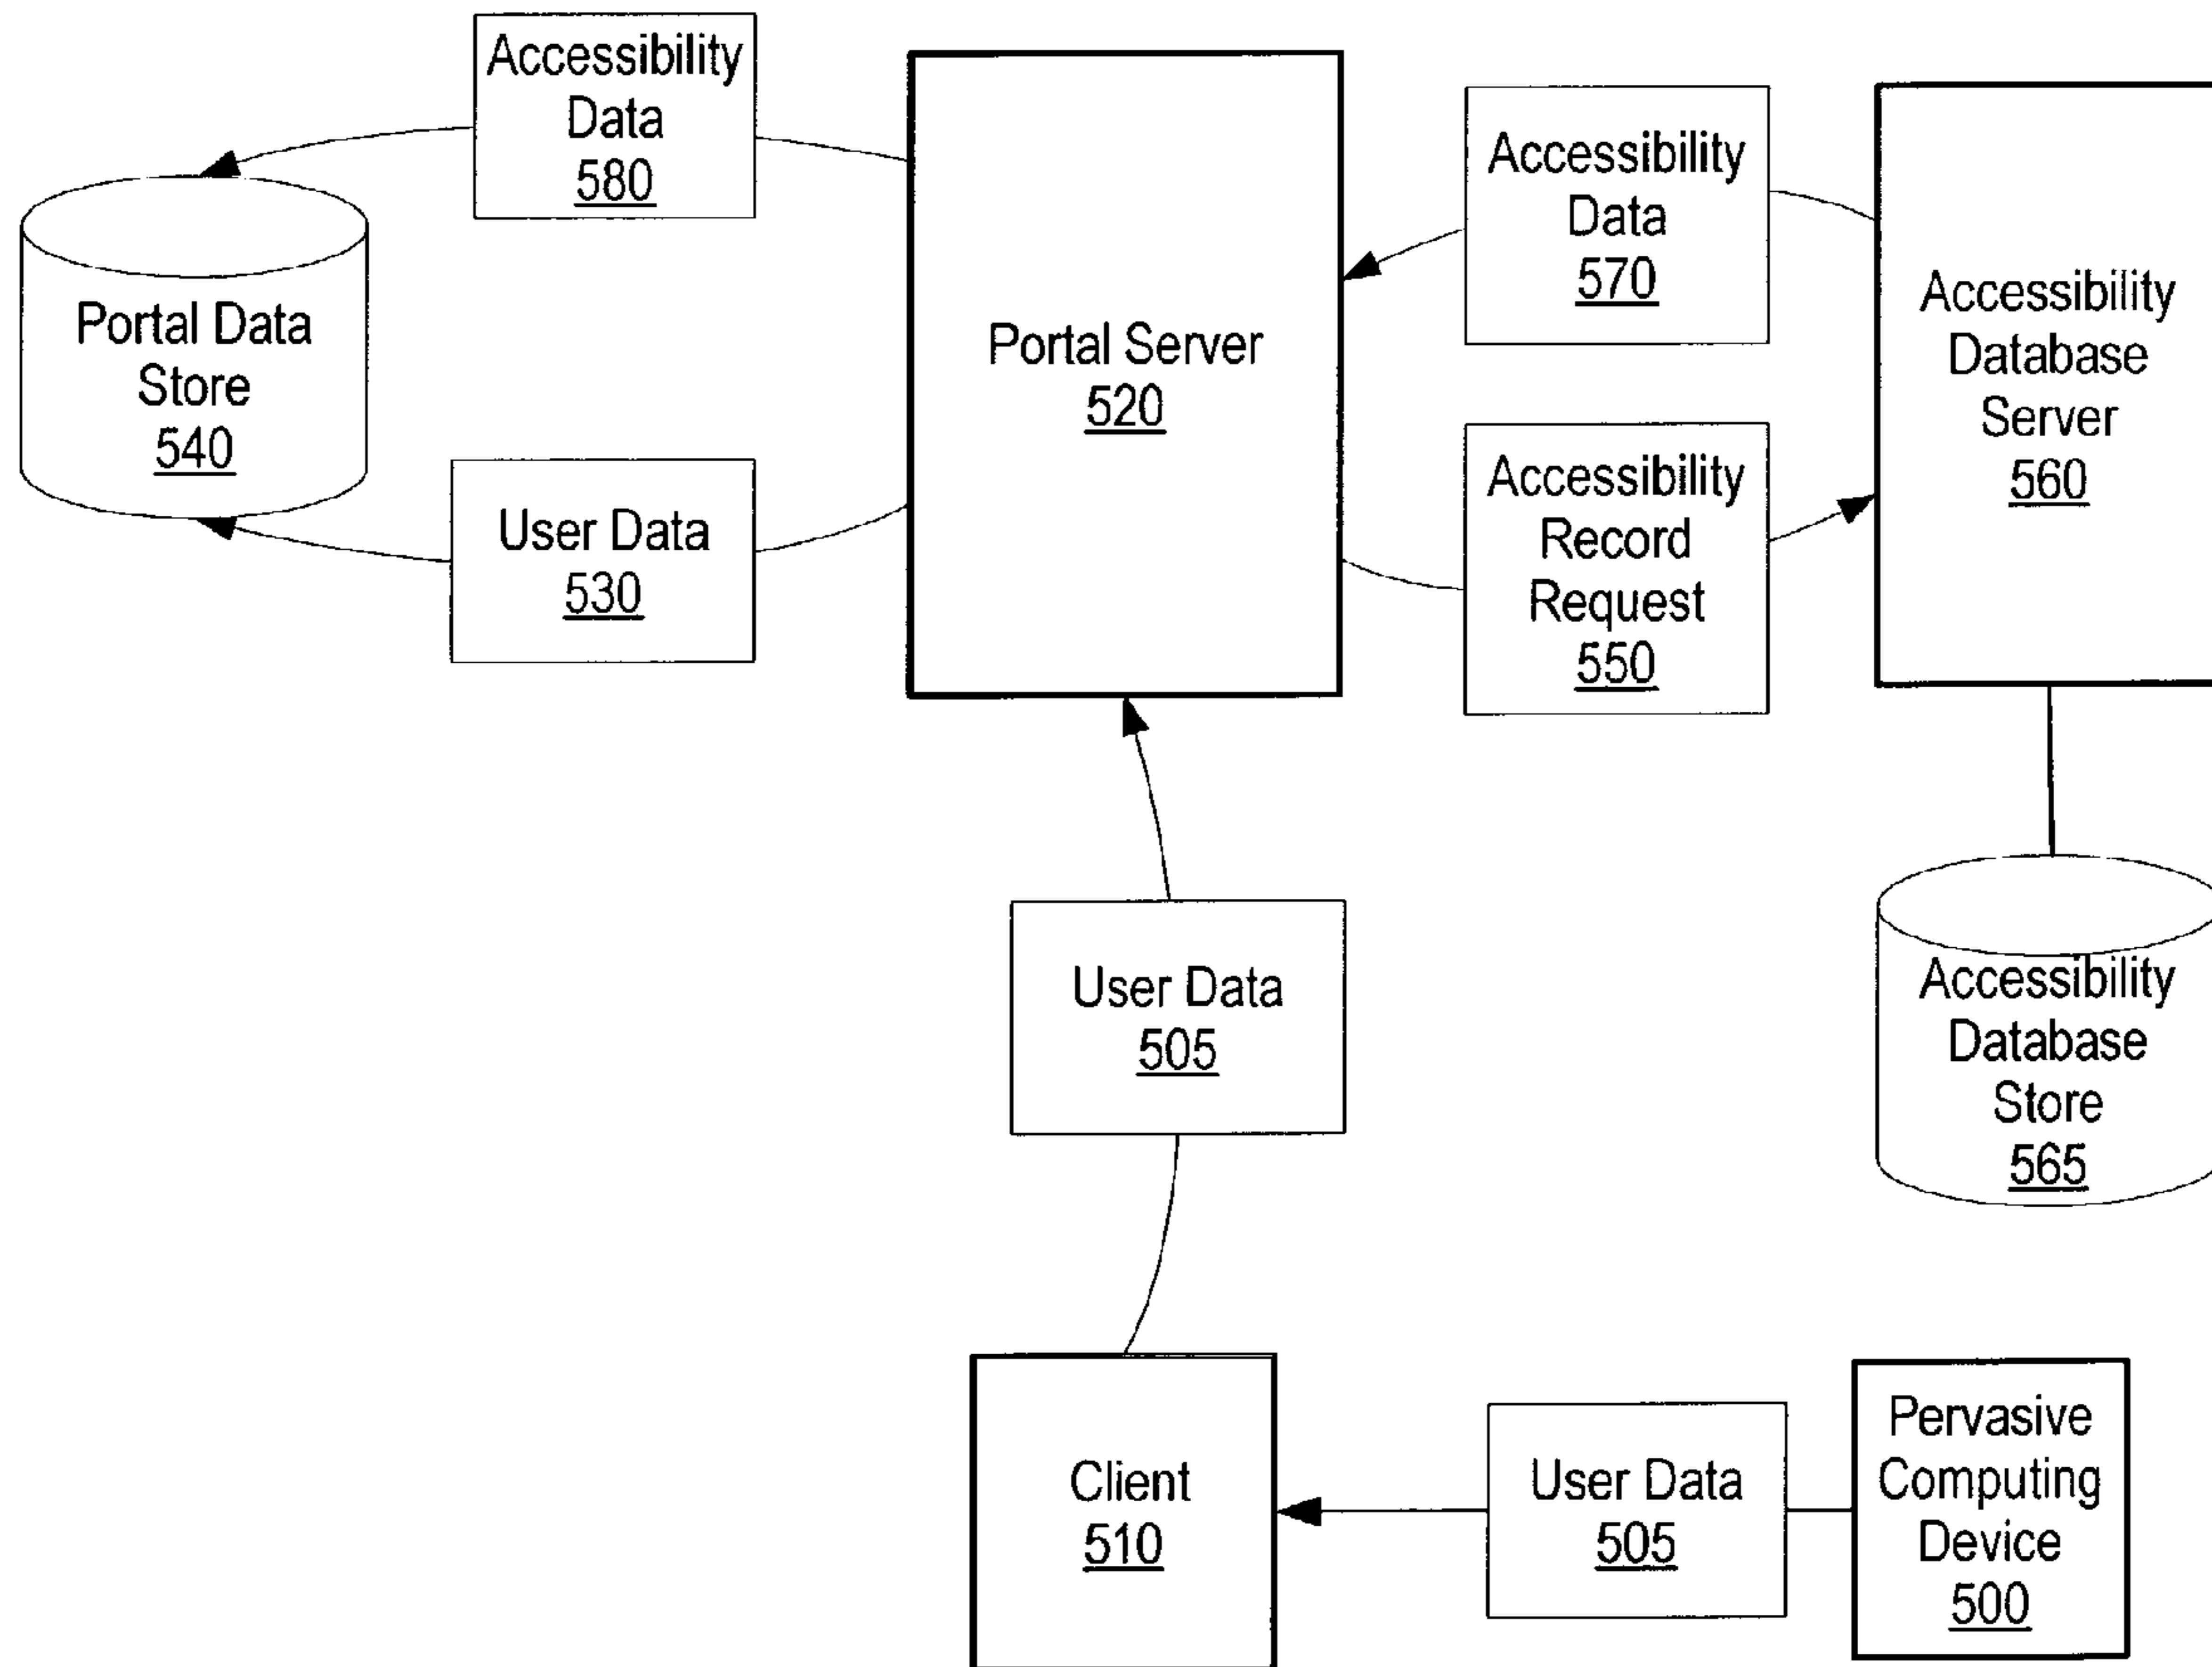 Accessibility
Data
580
Portal Data
Store
540
User Data
530
Portal Server
520
Accessibility
Data
570
Accessibility
Record
Request
550
Accessibility
Database
Server
560
User Data
505
Accessibility
Database
Store
565
Client
510
User Data
505
Pervasive
Computing
Device
500